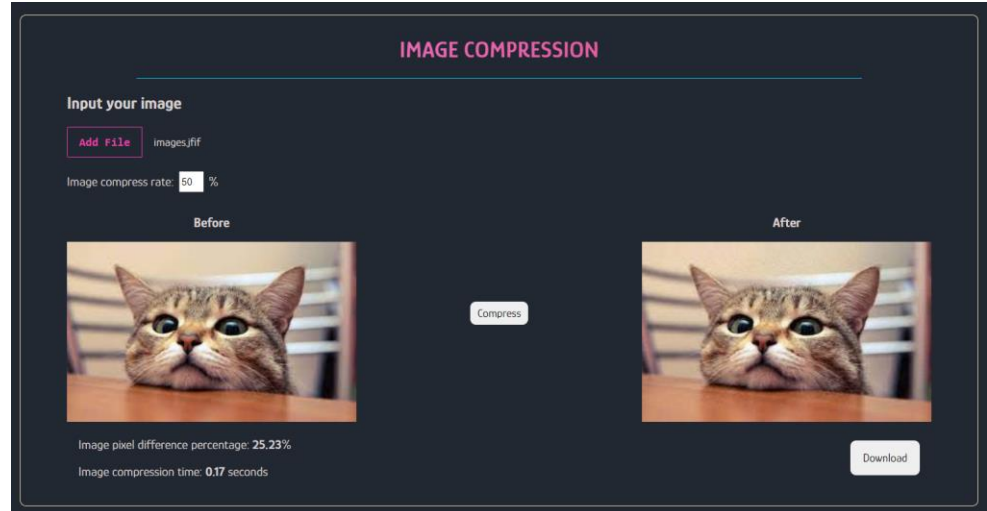 IMAGE COMPRESSION
Input your image
Add File images.jfif
Image compress rate: 50 %
Before
After
Compress
Image pixel difference percentage: 25.23%
Image compression time: 0.17 seconds
Download